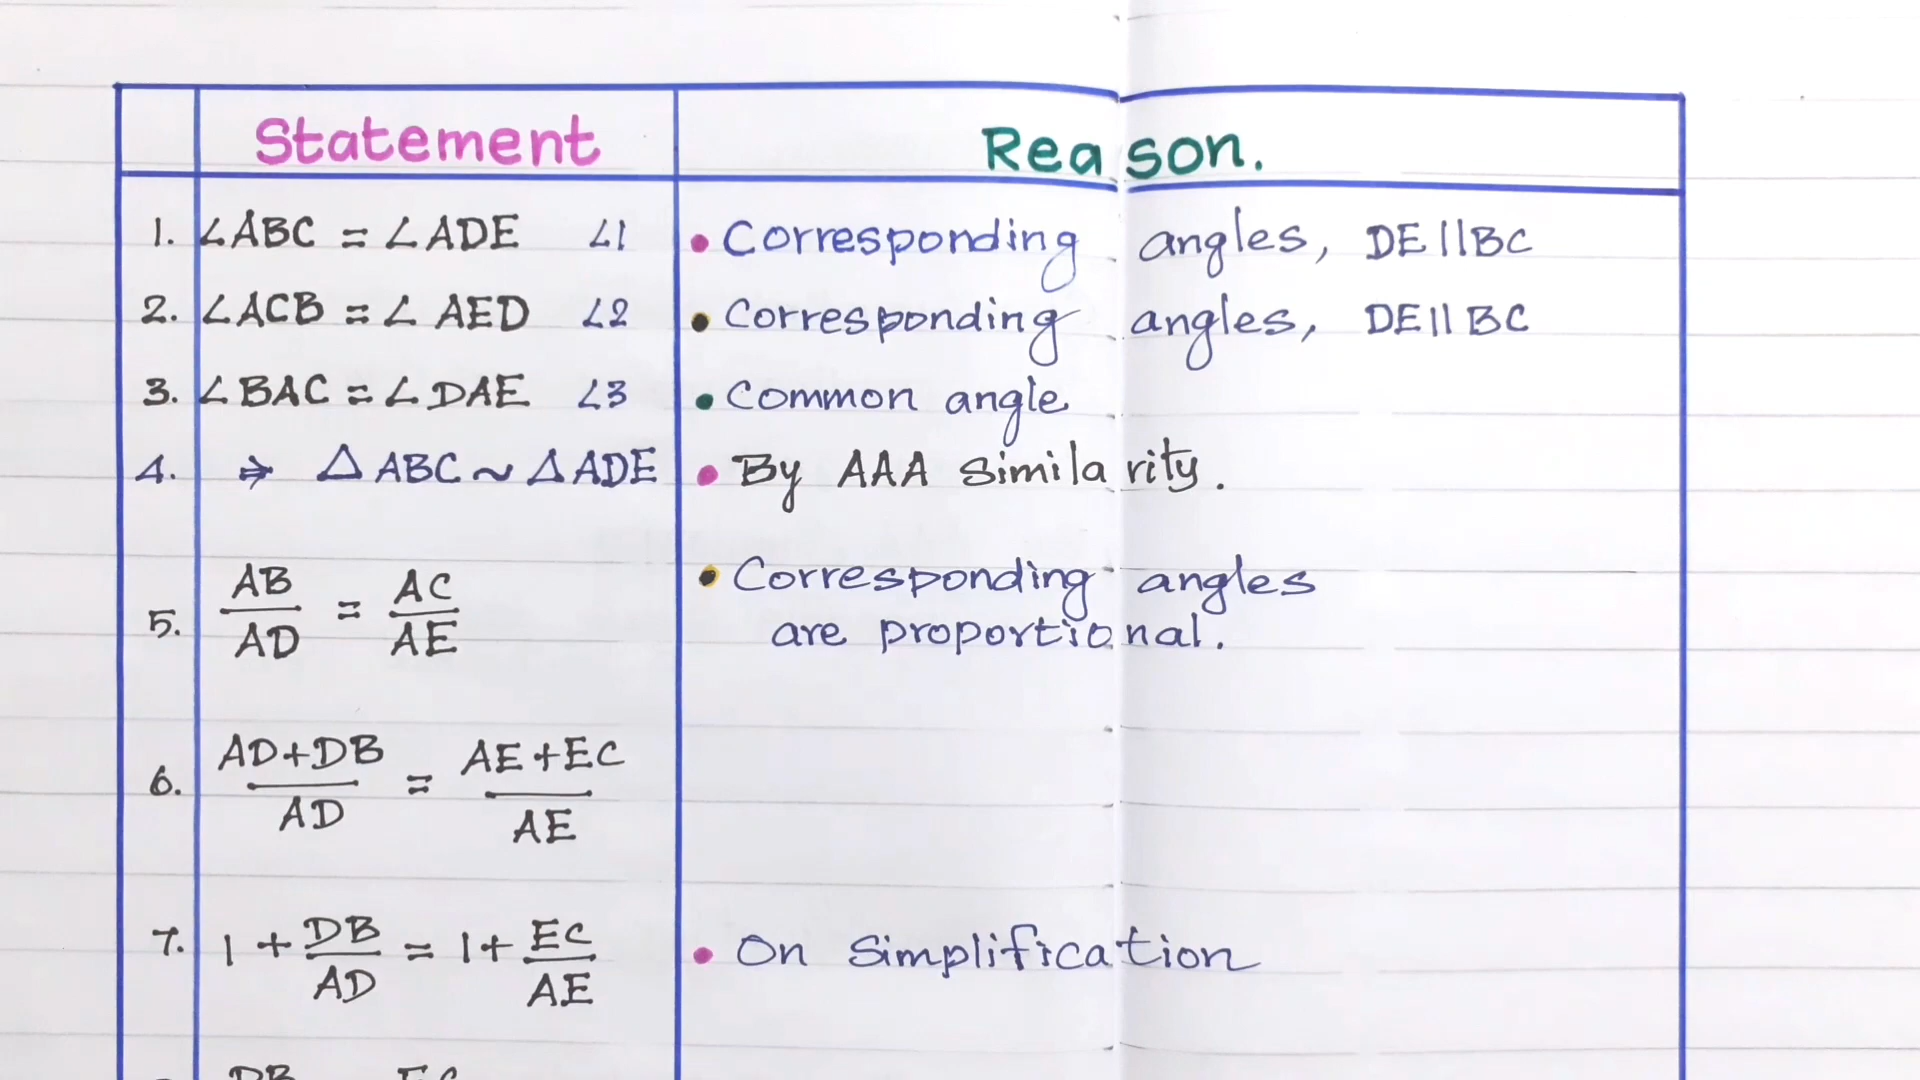 Statement Reason.
1. ∠ABC = ∠ADE ∠1 • Corresponding angles, DE||BC
2. ∠ACB = ∠AED ∠2 • Corresponding angles, DE||BC
3. ∠BAC = ∠DAE ∠3 • Common angle
4. ⇒ △ABC ~ △ADE • By AAA Similarity.
5. AB/AD = AC/AE • Corresponding angles
are proportional.
6. AD+DB/AD = AE+EC/AE
7. 1 + DB/AD = 1 + EC/AE • On Simplification
DB EC